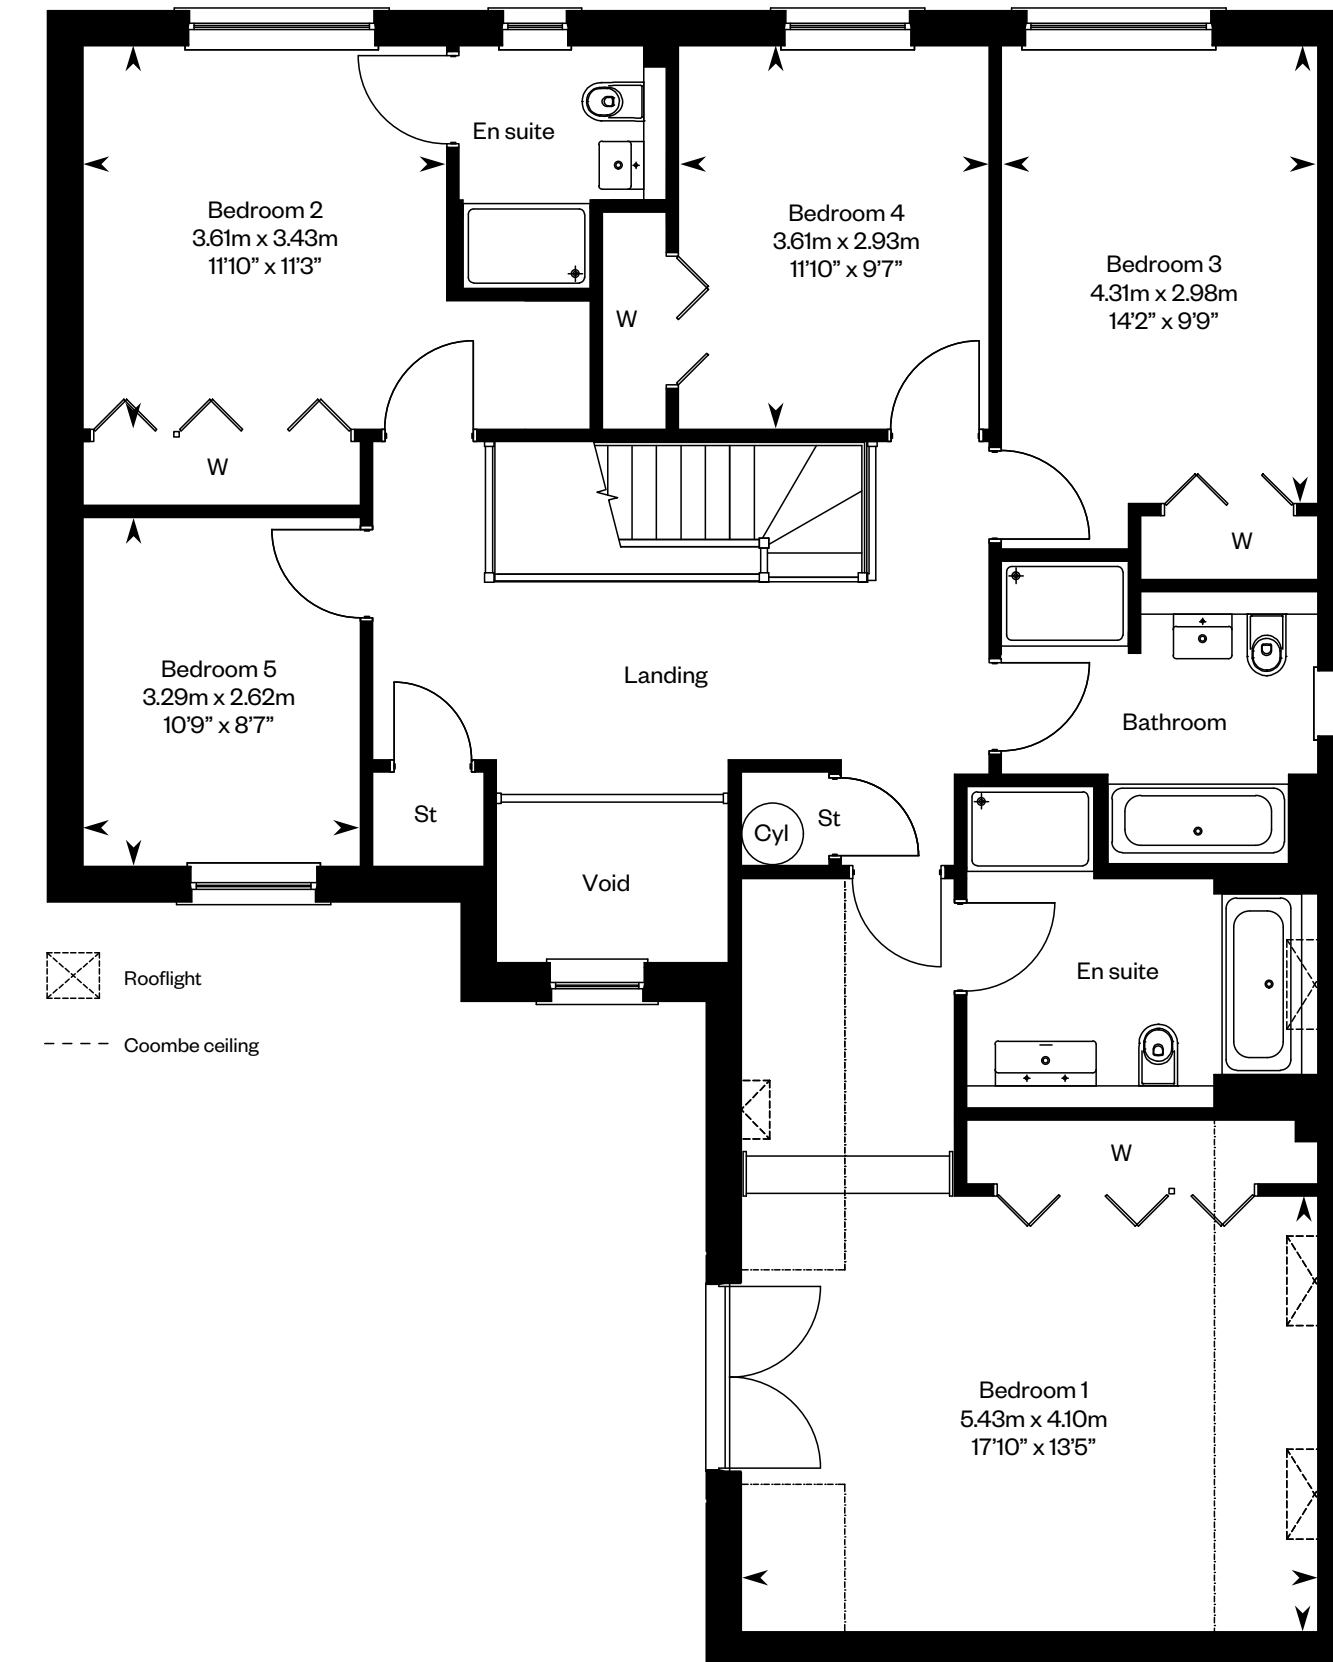 En suite
Bedroom 2
3.61m x 3.43m
11’10” x 11’3”
Bedroom 4
3.61m x 2.93m
11’10” x 9’7”
Bedroom 3
4.31m x 2.98m
14’2” x 9’9”
W
W
W
Bedroom 5
3.29m x 2.62m
10’9” x 8’7”
Landing
Bathroom
St
Cyl
St
Void
En suite
Rooflight
Coombe ceiling
W
Bedroom 1
5.43m x 4.10m
17’10” x 13’5”